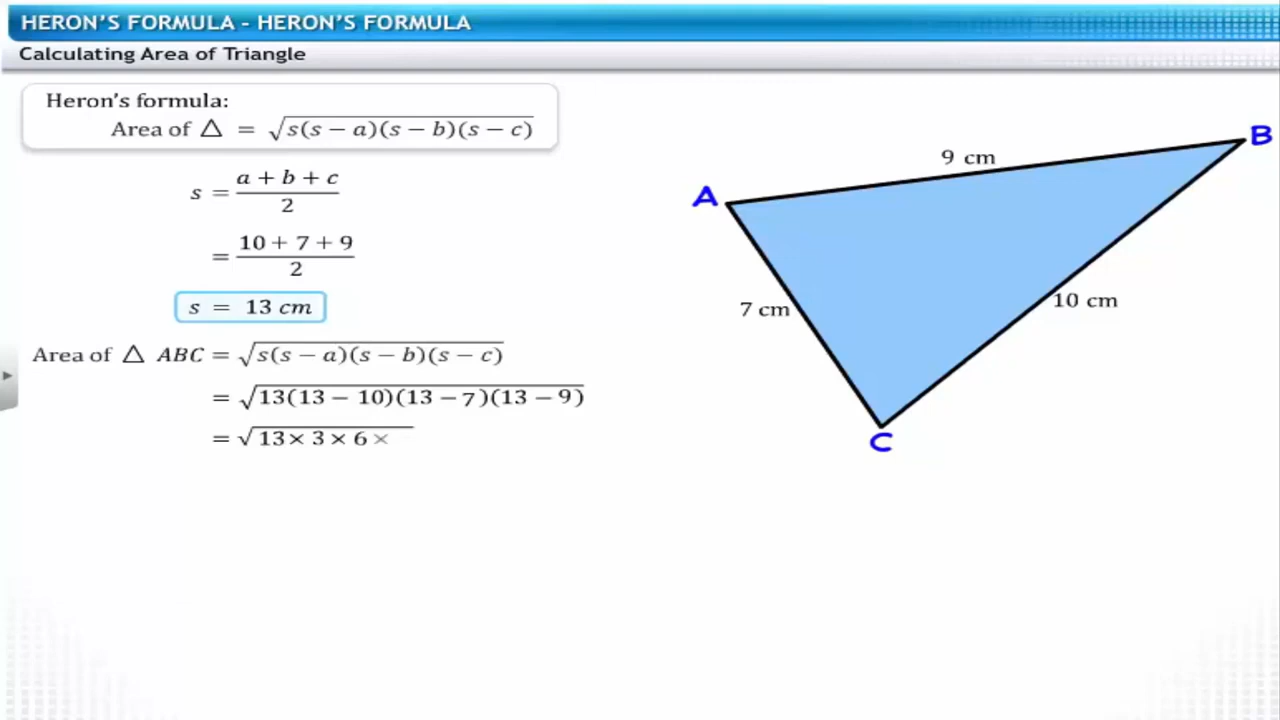 HERON'S FORMULA - HERON'S FORMULA
Calculating Area of Triangle
Heron's formula:
Area of △ = √s(s − a)(s − b)(s − c)
s = a + b + c
2
= 10 + 7 + 9
2
s = 13 cm
Area of △ ABC = √s(s − a)(s − b)(s − c)
= √13(13 − 10)(13 − 7)(13 − 9)
= √13 × 3 × 6 ×
B
9 cm
A
7 cm
10 cm
C